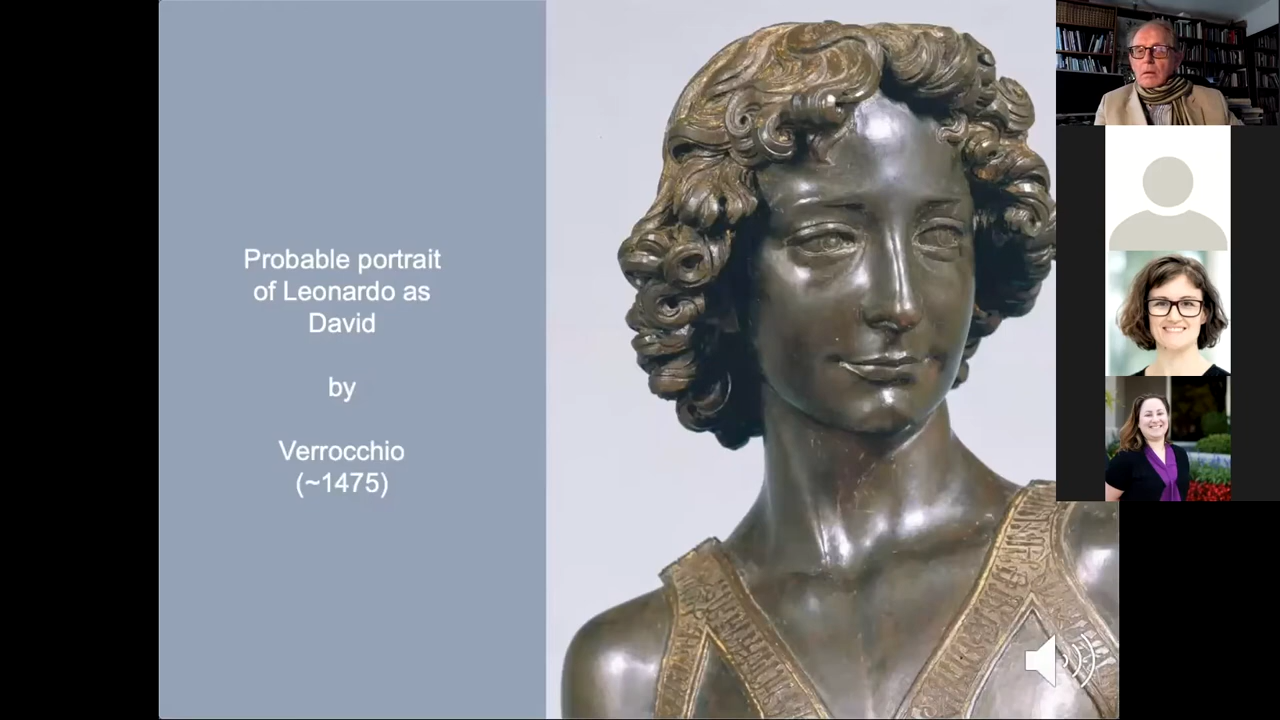 Probable portrait
of Leonardo as
David
by
Verrocchio
(~1475)